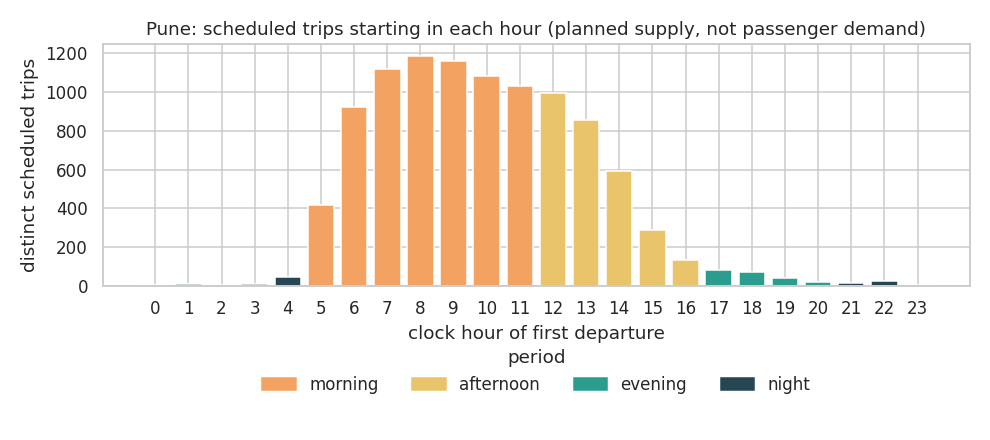 Pune: scheduled trips starting in each hour (planned supply, not passenger demand)
distinct scheduled trips
1200
1000
800
600
400
200
0
0 1 2 3 4 5 6 7 8 9 10 11 12 13 14 15 16 17 18 19 20 21 22 23
clock hour of first departure
period
morning afternoon evening night